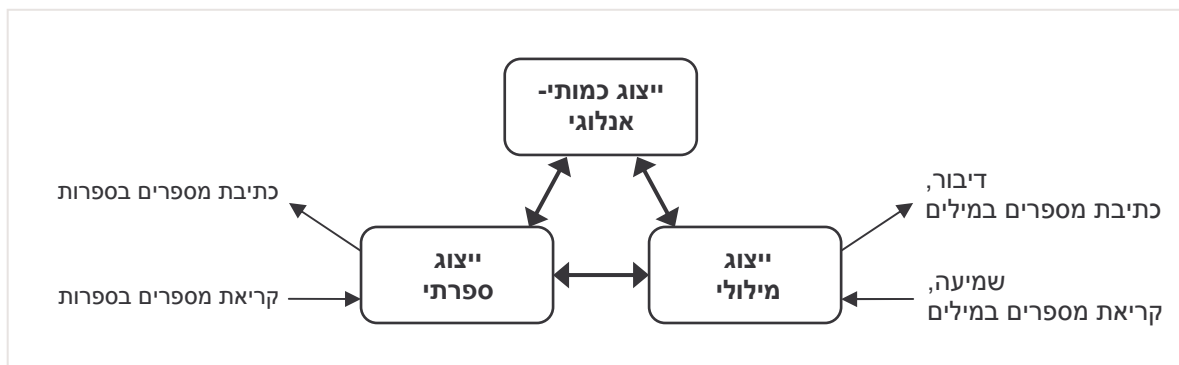 ייצוג כמותי-
אנלוגי
דיבור,
כתיבת מספרים במילים
כתיבת מספרים בספרות
ייצוג
מילולי
ייצוג
ספרתי
שמיעה,
קריאת מספרים במילים
קריאת מספרים בספרות